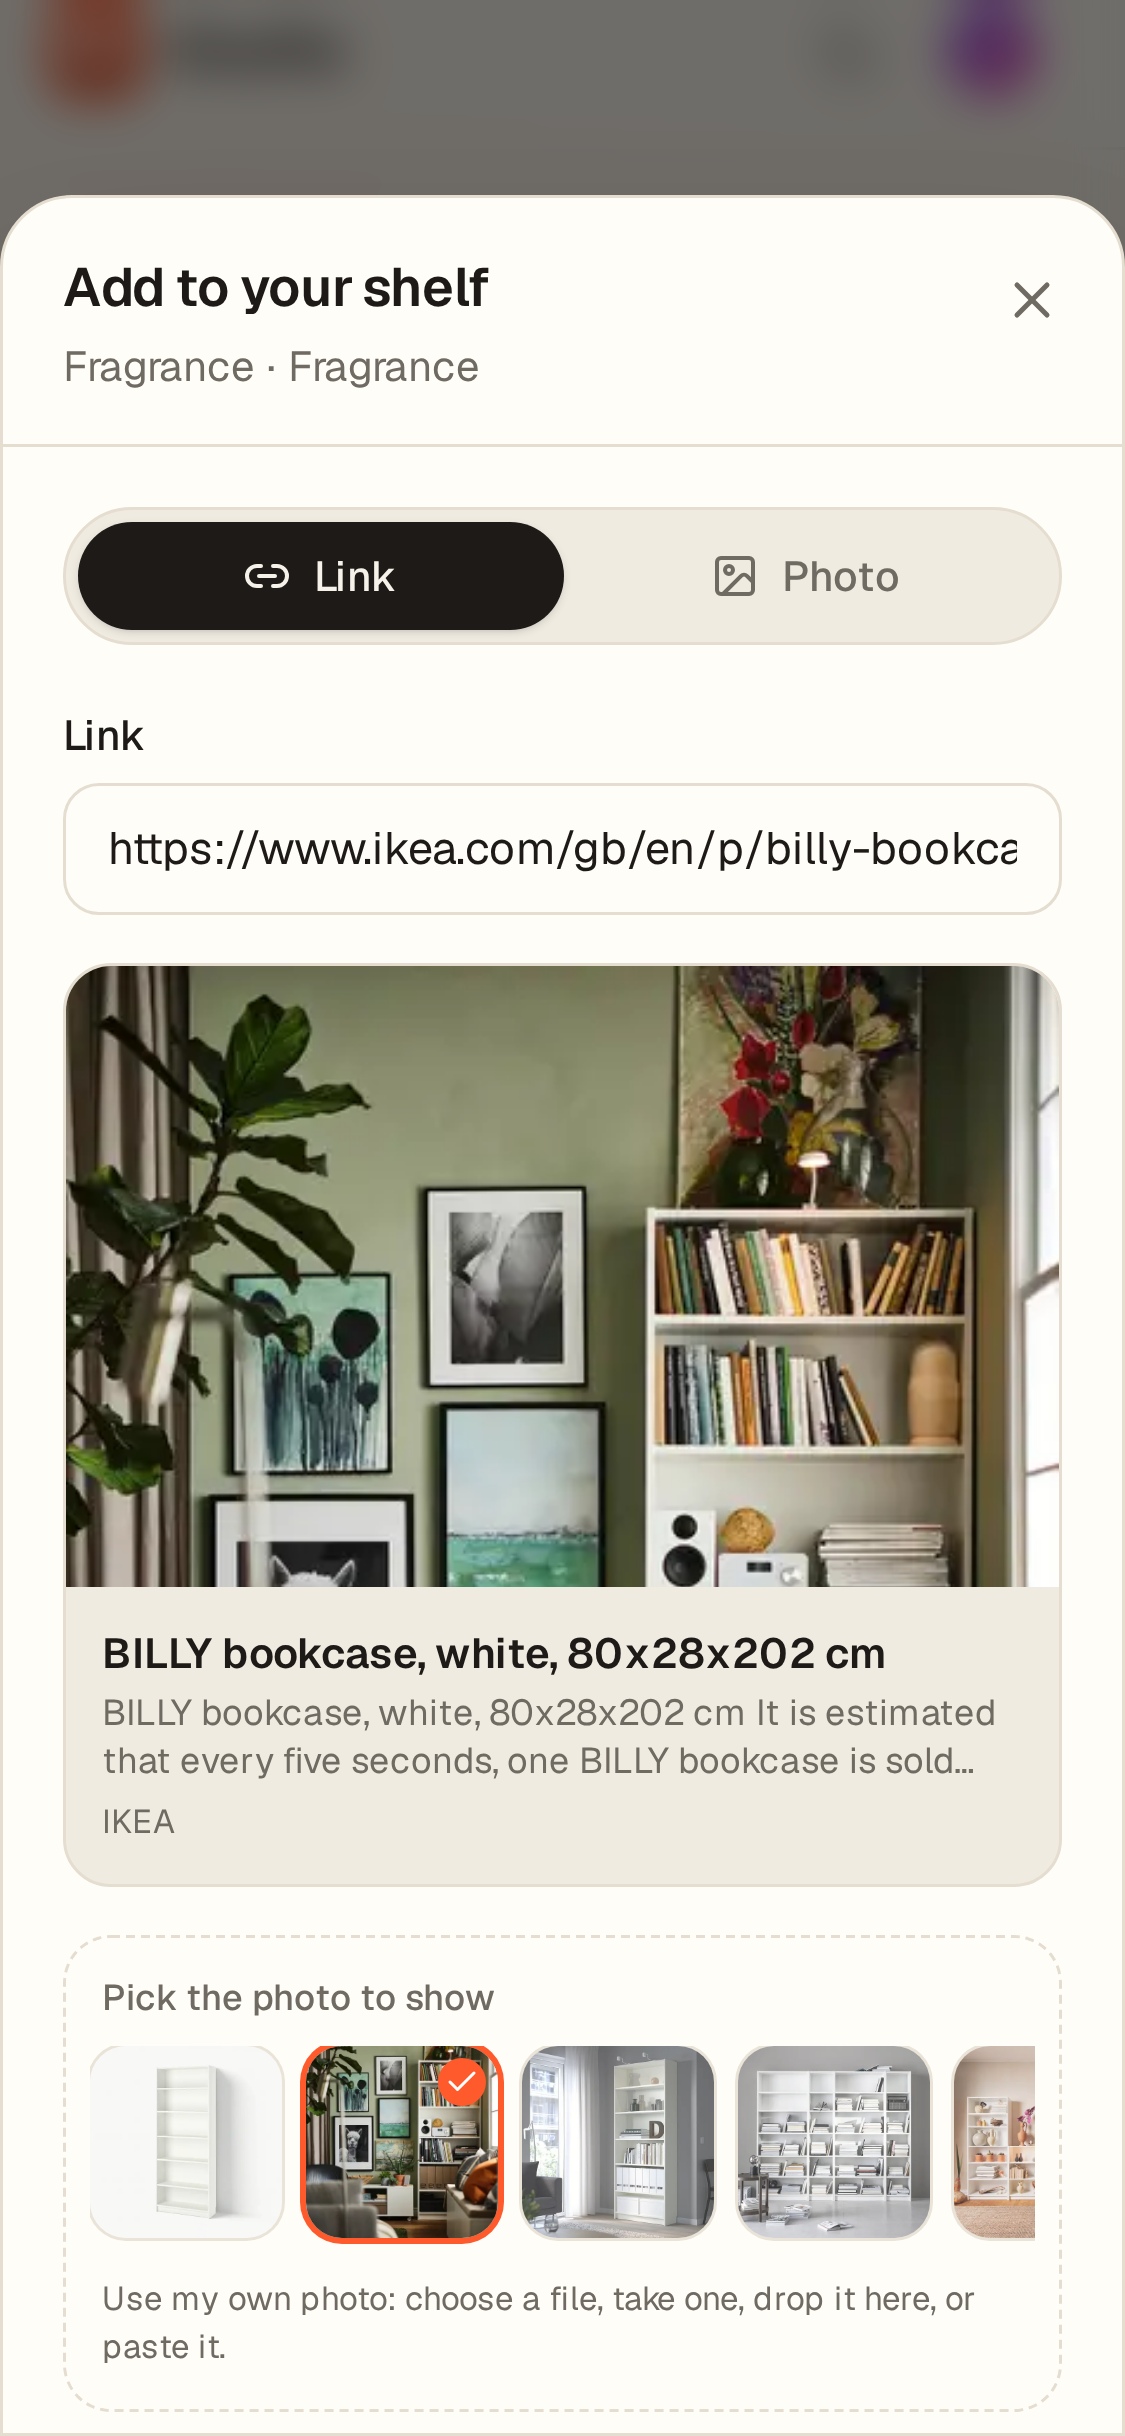 Add to your shelf
Fragrance · Fragrance
Link
Photo
Link
https://www.ikea.com/gb/en/p/billy-bookca
BILLY bookcase, white, 80x28x202 cm
BILLY bookcase, white, 80x28x202 cm It is estimated
that every five seconds, one BILLY bookcase is sold...
IKEA
Pick the photo to show
Use my own photo: choose a file, take one, drop it here, or
paste it.